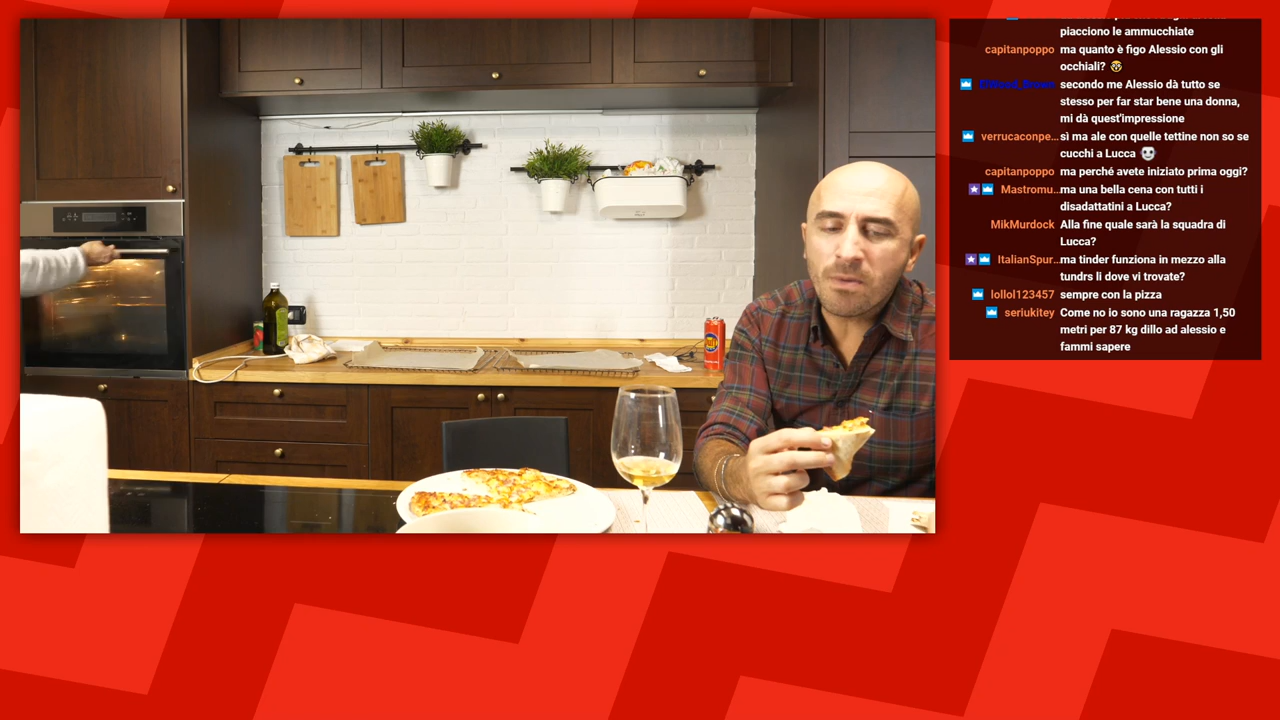 piacciono le ammucchiate
capitanpoppo ma quanto è figo Alessio con gli
occhiali?
secondo me Alessio dà tutto se
stesso per far star bene una donna,
mi dà quest'impressione
verrucaconpe… sì ma ale con quelle tettine non so se
cucchi a Lucca
capitanpoppo ma perché avete iniziato prima oggi?
Mastromu… ma una bella cena con tutti i
disadattatini a Lucca?
MikMurdock Alla fine quale sarà la squadra di
Lucca?
ItalianSpur… ma tinder funziona in mezzo alla
tundrs li dove vi trovate?
lollol123457 sempre con la pizza
seriukitey Come no io sono una ragazza 1,50
metri per 87 kg dillo ad alessio e
fammi sapere